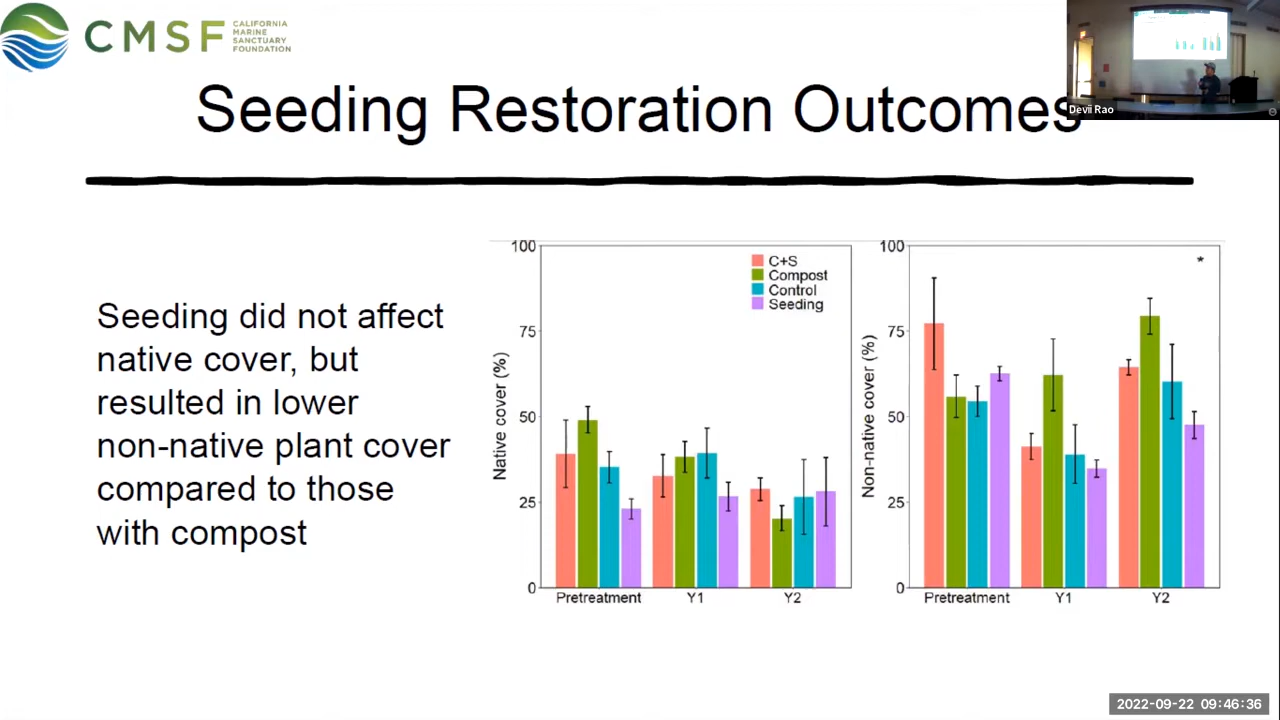 CMSF
CALIFORNIA
MARINE
SANCTUARY
FOUNDATION
Devii Rao
Seeding Restoration Outcomes
Seeding did not affect
native cover, but
resulted in lower
non-native plant cover
compared to those
with compost
Native cover (%)
100
75
50
25
0
C+S
Compost
Control
Seeding
Pretreatment Y1 Y2
Non-native cover (%)
100
75
50
25
0
*
Pretreatment Y1 Y2
2022-09-22 09:46:36